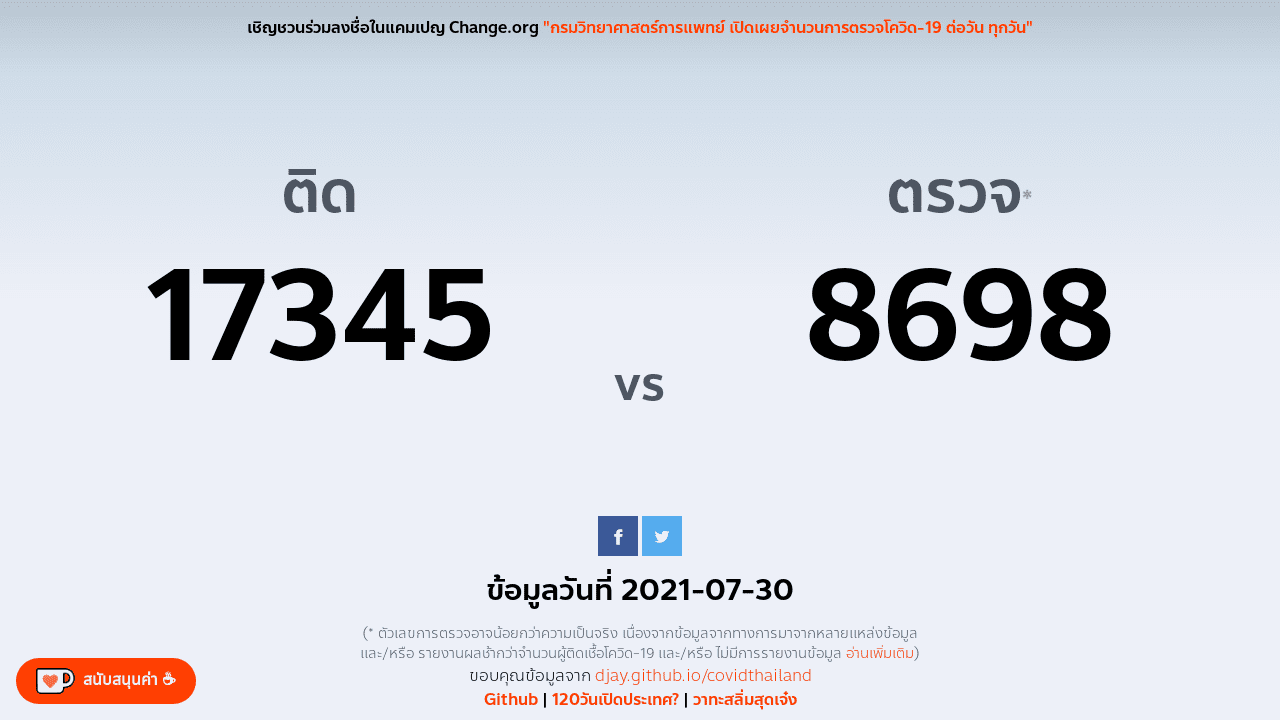 เชิญชวนร่วมลงชื่อในแคมเปญ Change.org "กรมวิทยาศาสตร์การแพทย์ เปิดเผยจำนวนการตรวจโควิด-19 ต่อวัน ทุกวัน"
ติด
ตรวจ*
17345
vs
8698
ข้อมูลวันที่ 2021-07-30
(* ตัวเลขการตรวจอาจน้อยกว่าความเป็นจริง เนื่องจากข้อมูลจากทางการมาจากหลายแหล่งข้อมูล
และ/หรือ รายงานผลช้ากว่าจำนวนผู้ติดเชื้อโควิด-19 และ/หรือ ไม่มีการรายงานข้อมูล อ่านเพิ่มเติม)
ขอบคุณข้อมูลจาก djay.github.io/covidthailand
Github | 120วันเปิดประเทศ? | วาทะสลิ่มสุดเจ๋ง
สนับสนุนค่า ☕